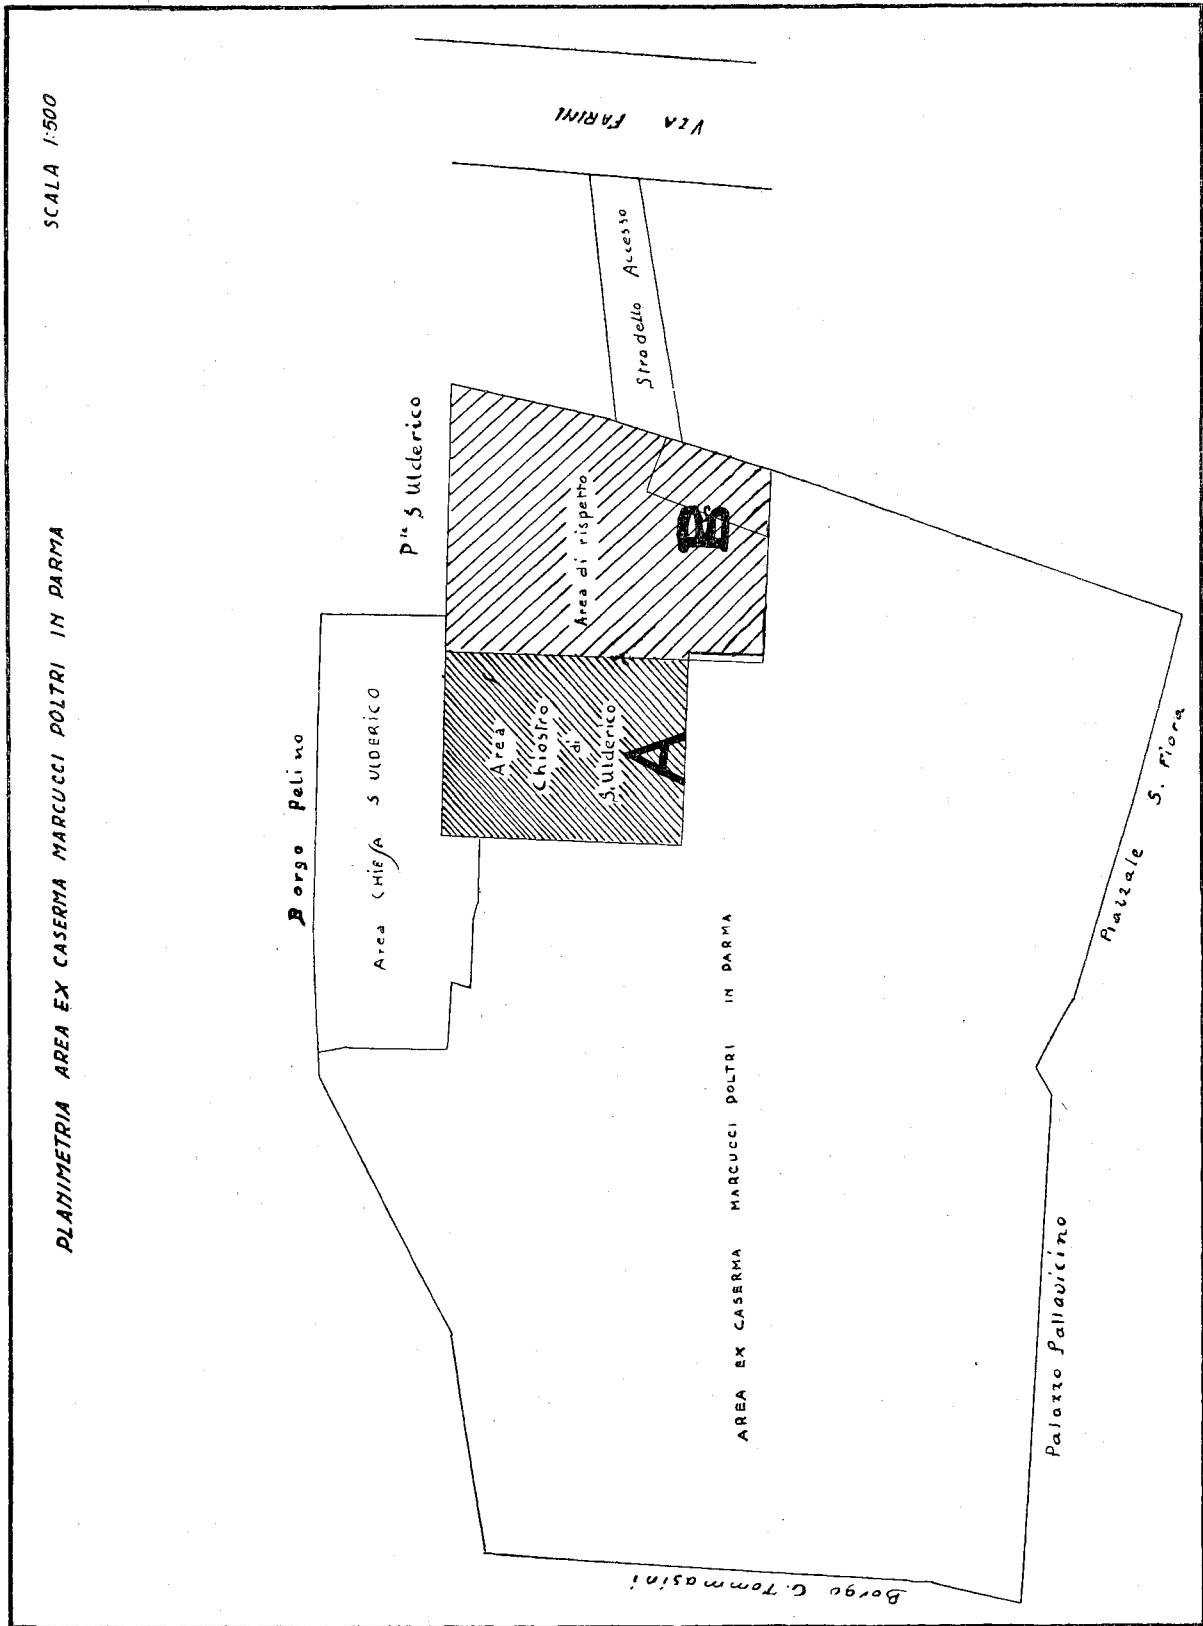 PLANIMETRIA AREA EX CASERMA MARCUCCI POLTRI IN PARMA
SCALA 1:500
Borgo Pelino
P.le S Ulderico
Area CHIESA S ULDERICO
VIA FARINI
Stradello Accesso
Area
Chiostro
di
S. Ulderico
A
Area di rispetto
B
AREA EX CASERMA MARCUCCI POLTRI IN PARMA
Borgo G. Tommasini
Palazzo Pallavicino
Piazzale S. Fiora